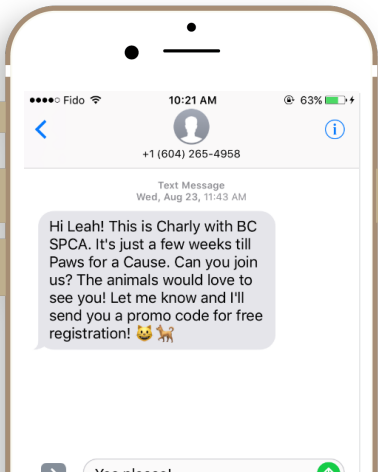 Fido 10:21 AM 63%
+1 (604) 265-4958
Text Message
Wed, Aug 23, 11:43 AM
Hi Leah! This is Charly with BC
SPCA. It's just a few weeks till
Paws for a Cause. Can you join
us? The animals would love to
see you! Let me know and I'll
send you a promo code for free
registration! 😺🐈
Yes please!